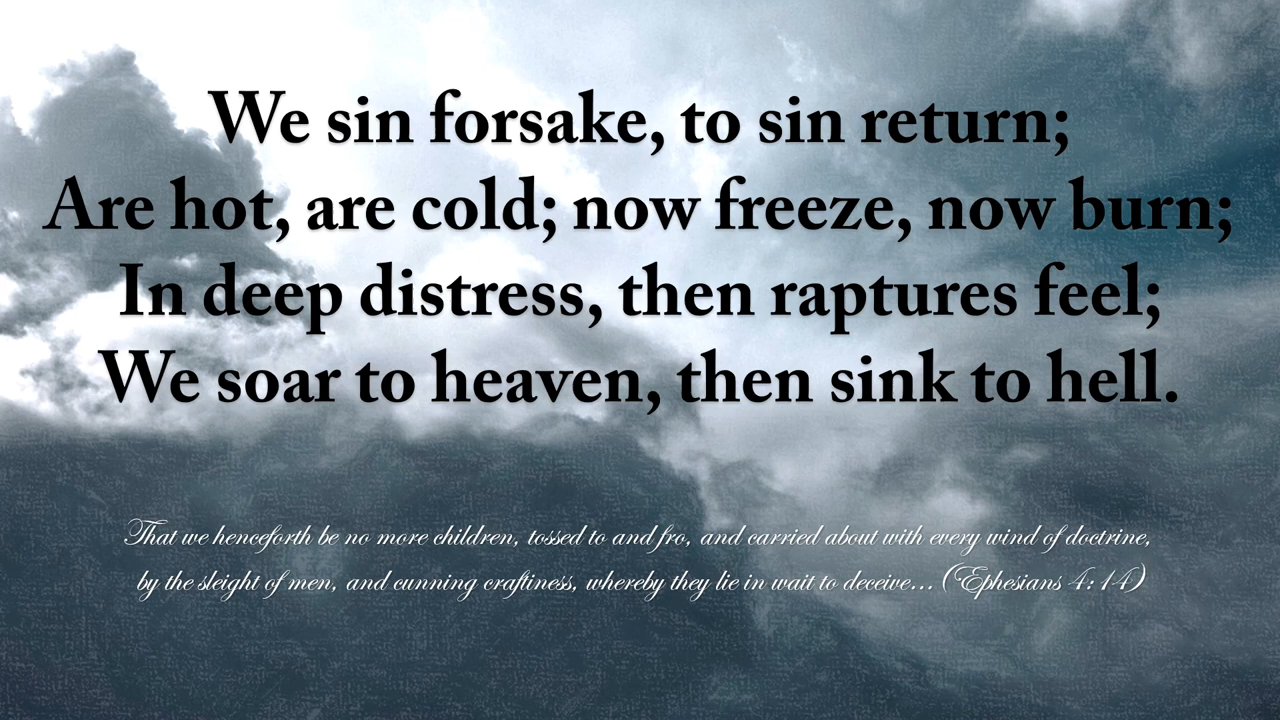 We sin forsake, to sin return;
Are hot, are cold; now freeze, now burn;
In deep distress, then raptures feel;
We soar to heaven, then sink to hell.
That we henceforth be no more children, tossed to and fro, and carried about with every wind of doctrine,
by the sleight of men, and cunning craftiness, whereby they lie in wait to deceive... (Ephesians 4:14)